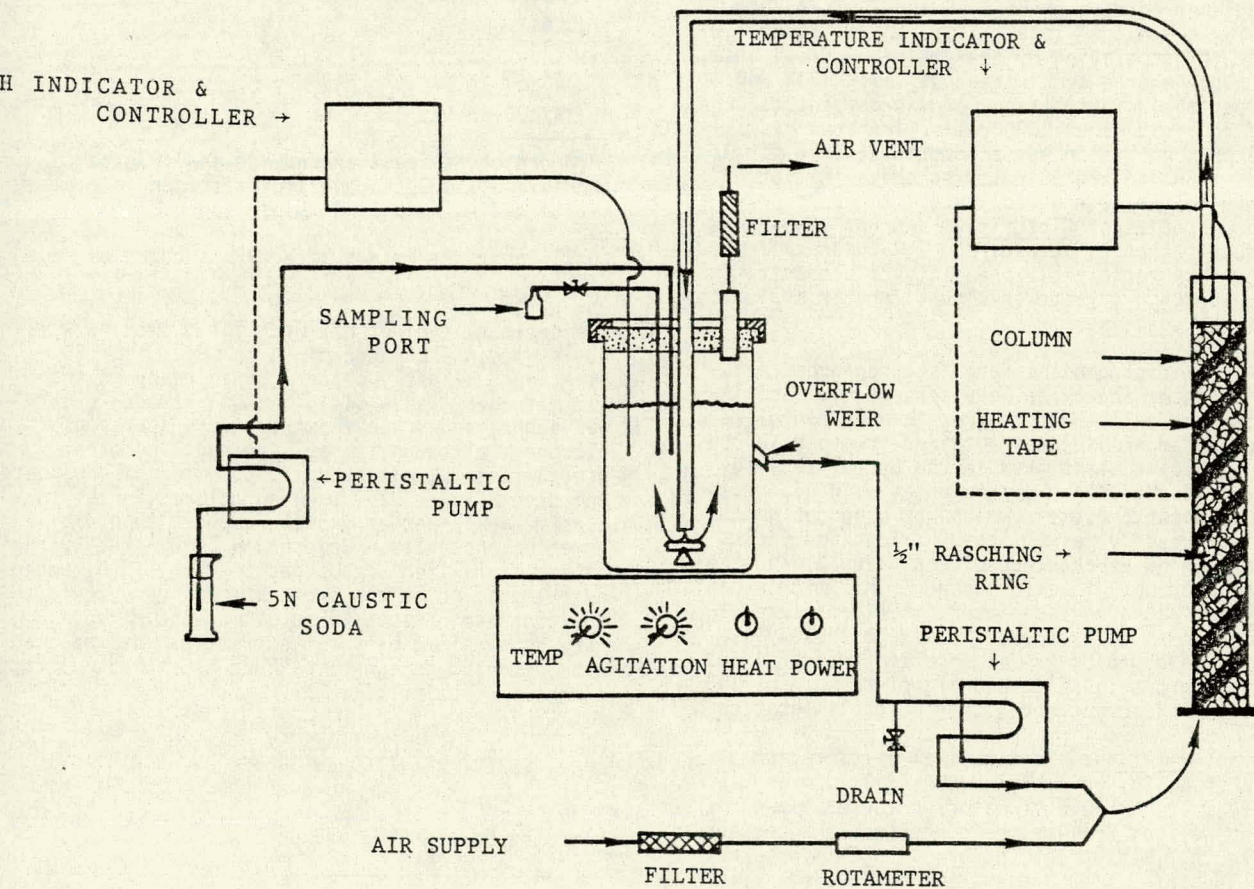 H INDICATOR &
CONTROLLER →
TEMPERATURE INDICATOR &
CONTROLLER ↓
AIR VENT
FILTER
SAMPLING
PORT
COLUMN
OVERFLOW
WEIR
HEATING
TAPE
←PERISTALTIC
PUMP
½" RASCHING →
RING
5N CAUSTIC
SODA
TEMP AGITATION HEAT POWER
PERISTALTIC PUMP
↓
DRAIN
AIR SUPPLY
FILTER
ROTAMETER